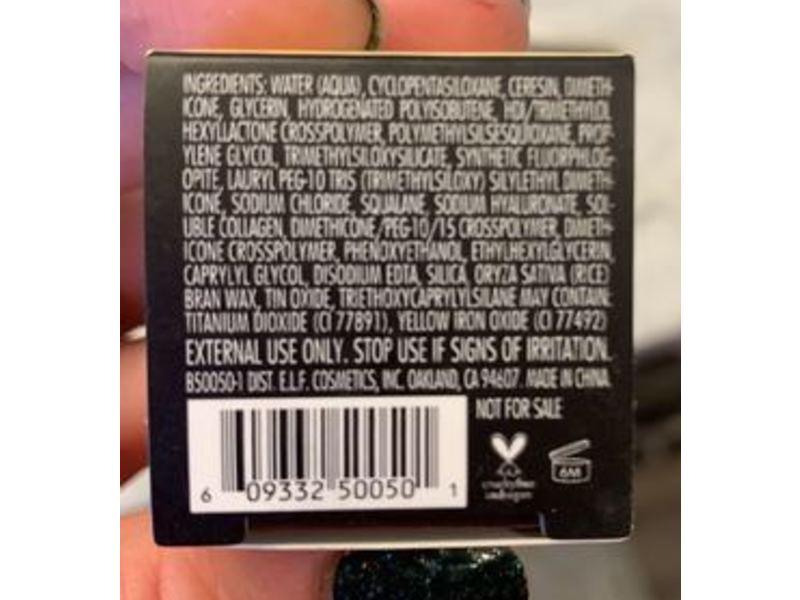 INGREDIENTS: WATER (AQUA), CYCLOPENTASILOXANE, CERESIN, DIMETH-
ICONE, GLYCERIN, HYDROGENATED POLYISOBUTENE, HDI/TRIMETHYLOL
HEXYLLACTONE CROSSPOLYMER, POLYMETHYLSILSESQUIOXANE, PROP-
YLENE GLYCOL, TRIMETHYLSILOXYSILICATE, SYNTHETIC FLUORPHLOG-
OPITE, LAURYL PEG-10 TRIS (TRIMETHYLSILOXY) SILYLETHYL DIMETH-
ICONE, SODIUM CHLORIDE, SQUALANE, SODIUM HYALURONATE, SOL-
UBLE COLLAGEN, DIMETHICONE/PEG-10/15 CROSSPOLYMER, DIMETH-
ICONE CROSSPOLYMER, PHENOXYETHANOL, ETHYLHEXYLGLYCERIN,
CAPRYLYL GLYCOL, DISODIUM EDTA, SILICA, ORYZA SATIVA (RICE)
BRAN WAX, TIN OXIDE, TRIETHOXYCAPRYLYLSILANE MAY CONTAIN:
TITANIUM DIOXIDE (CI 77891), YELLOW IRON OXIDE (CI 77492)
EXTERNAL USE ONLY. STOP USE IF SIGNS OF IRRITATION.
B50050-1 DIST. E.L.F. COSMETICS, INC. OAKLAND, CA 94607. MADE IN CHINA
NOT FOR SALE
6 09332 50050 1
cruelty free
6M